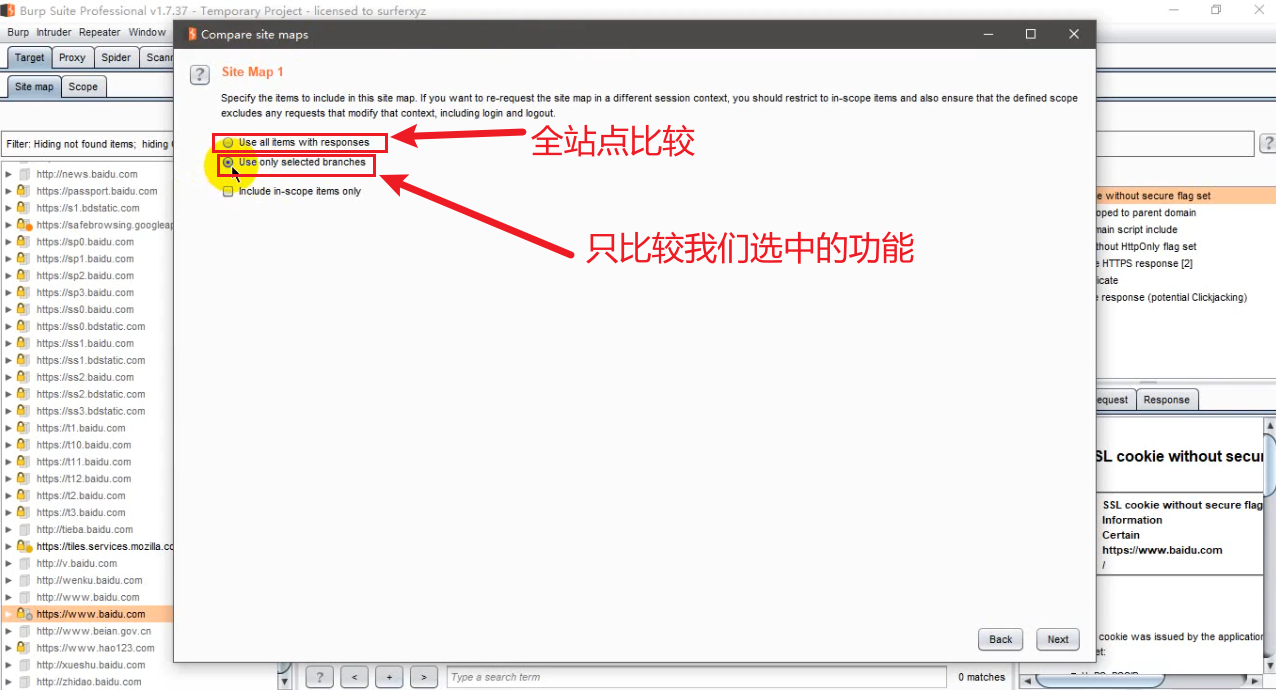 Burp Suite Professional v1.7.37 - Temporary Project - licensed to surferxyz
Burp Intruder Repeater Window
Target Proxy Spider Scann
Site map Scope
Filter: Hiding not found items; hiding
http://news.baidu.com
https://passport.baidu.com
https://s1.bdstatic.com
https://safebrowsing.googleap
https://sp0.baidu.com
https://sp1.baidu.com
https://sp2.baidu.com
https://sp3.baidu.com
https://ss0.baidu.com
https://ss0.bdstatic.com
https://ss1.baidu.com
https://ss1.bdstatic.com
https://ss2.baidu.com
https://ss2.bdstatic.com
https://ss3.bdstatic.com
https://t1.baidu.com
https://t10.baidu.com
https://t11.baidu.com
https://t12.baidu.com
https://t2.baidu.com
https://t3.baidu.com
http://tieba.baidu.com
https://tiles.services.mozilla.co
http://v.baidu.com
http://wenku.baidu.com
http://www.baidu.com
https://www.baidu.com
http://www.beian.gov.cn
https://www.hao123.com
http://xueshu.baidu.com
http://zhidao.baidu.com
Compare site maps
?
Site Map 1
Specify the items to include in this site map. If you want to re-request the site map in a different session context, you should restrict to in-scope items and also ensure that the defined scope
excludes any requests that modify that context, including login and logout.
Use all items with responses
全站点比较
Use only selected branches
Include in-scope items only
只比较我们选中的功能
Back Next
?
e without secure flag set
oped to parent domain
main script include
thout HttpOnly flag set
e HTTPS response [2]
icate
e response (potential Clickjacking)
equest Response
SL cookie without secur
SSL cookie without secure flag
Information
Certain
https://www.baidu.com
/
cookie was issued by the application
et:
? < + > Type a search term 0 matches